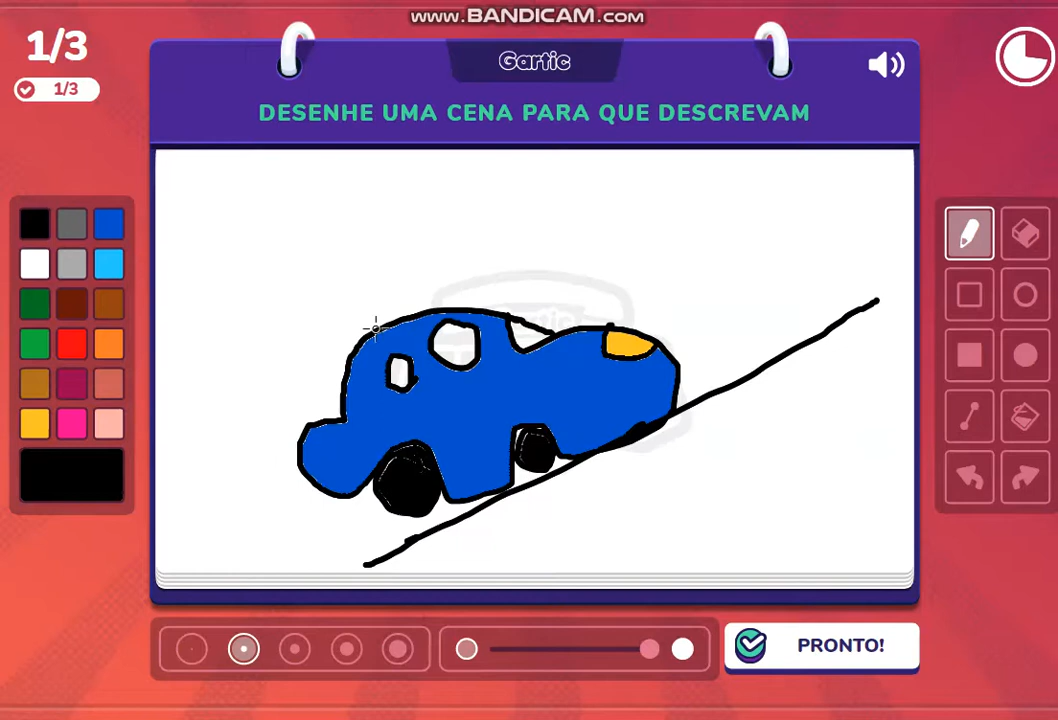 www.BANDICAM.com
1/3
Gartic
1/3
DESENHE UMA CENA PARA QUE DESCREVAM
PRONTO!